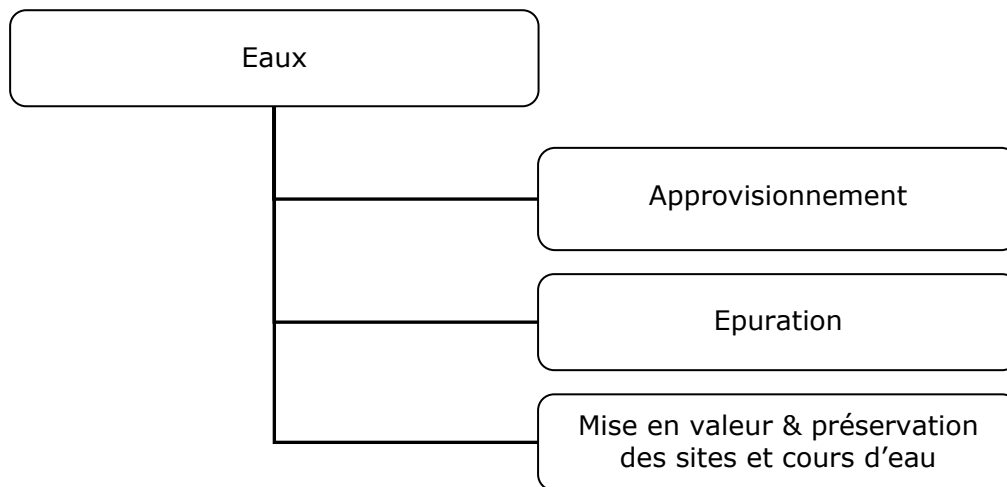 Eaux
Approvisionnement
Epuration
Mise en valeur & préservation
des sites et cours d’eau